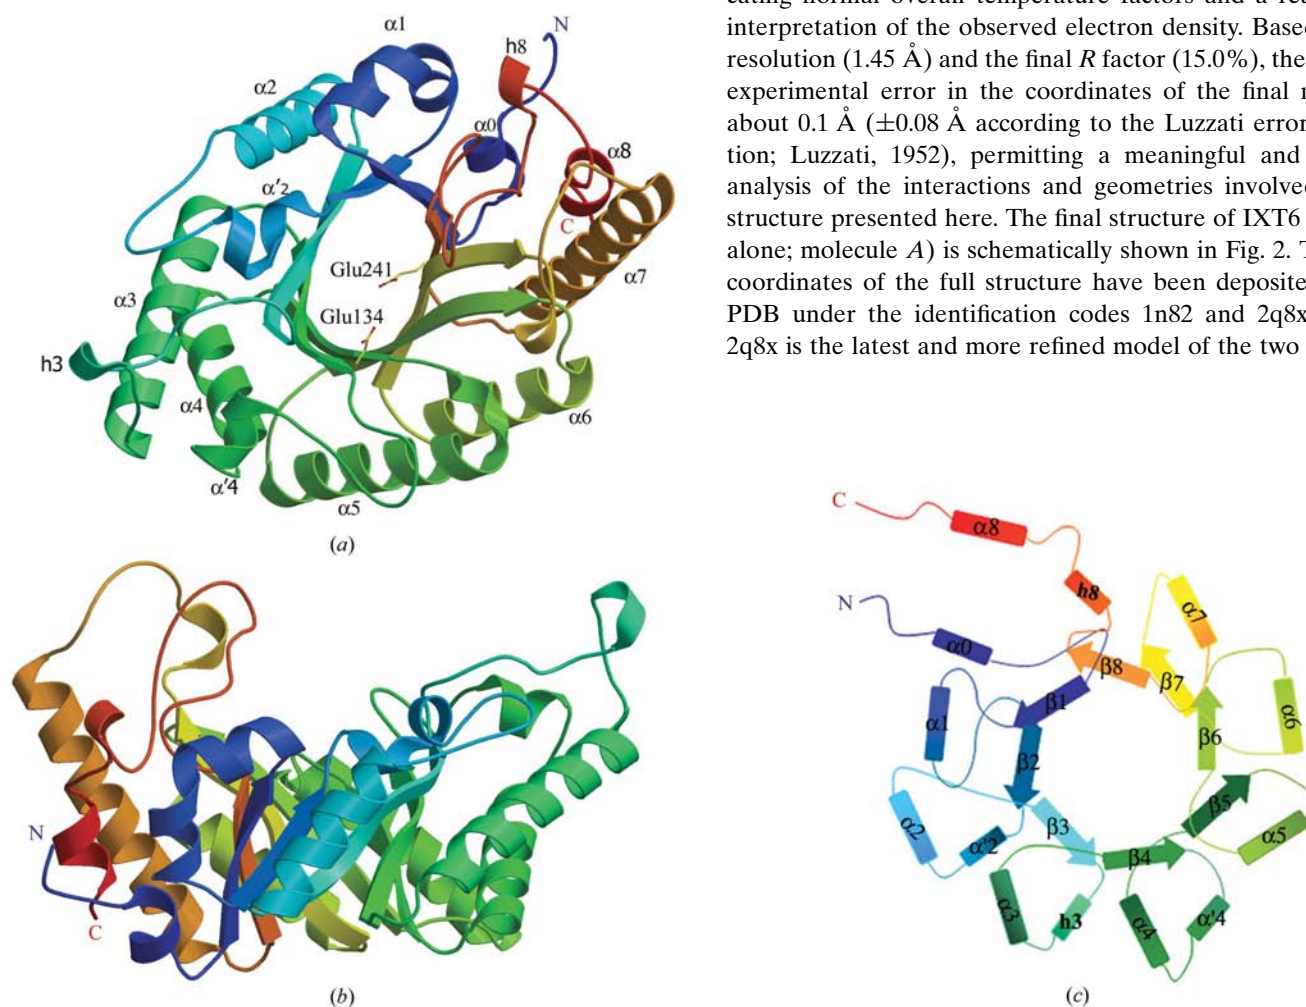 cating normal overall temperature factors and a
interpretation of the observed electron density. Based
resolution (1.45 Å) and the final R factor (15.0%), the
experimental error in the coordinates of the final
about 0.1 Å (±0.08 Å according to the Luzzati error
tion; Luzzati, 1952), permitting a meaningful and
analysis of the interactions and geometries involved
structure presented here. The final structure of IXT6
alone; molecule A) is schematically shown in Fig. 2.
coordinates of the full structure have been deposited
PDB under the identification codes 1n82 and 2q8x
2q8x is the latest and more refined model of the two
α1
N
h8
α2
α0
α8
α′2
C
Glu241
α7
α3
Glu134
h3
α4
α6
α′4
α5
(a)
N
C
(b)
C
α8
h8
N
α7
α0
β8
β7
β1
α1
α6
β6
β2
β5
α2
α'2
β3
α5
β4
α3
h3
α4
α'4
(c)